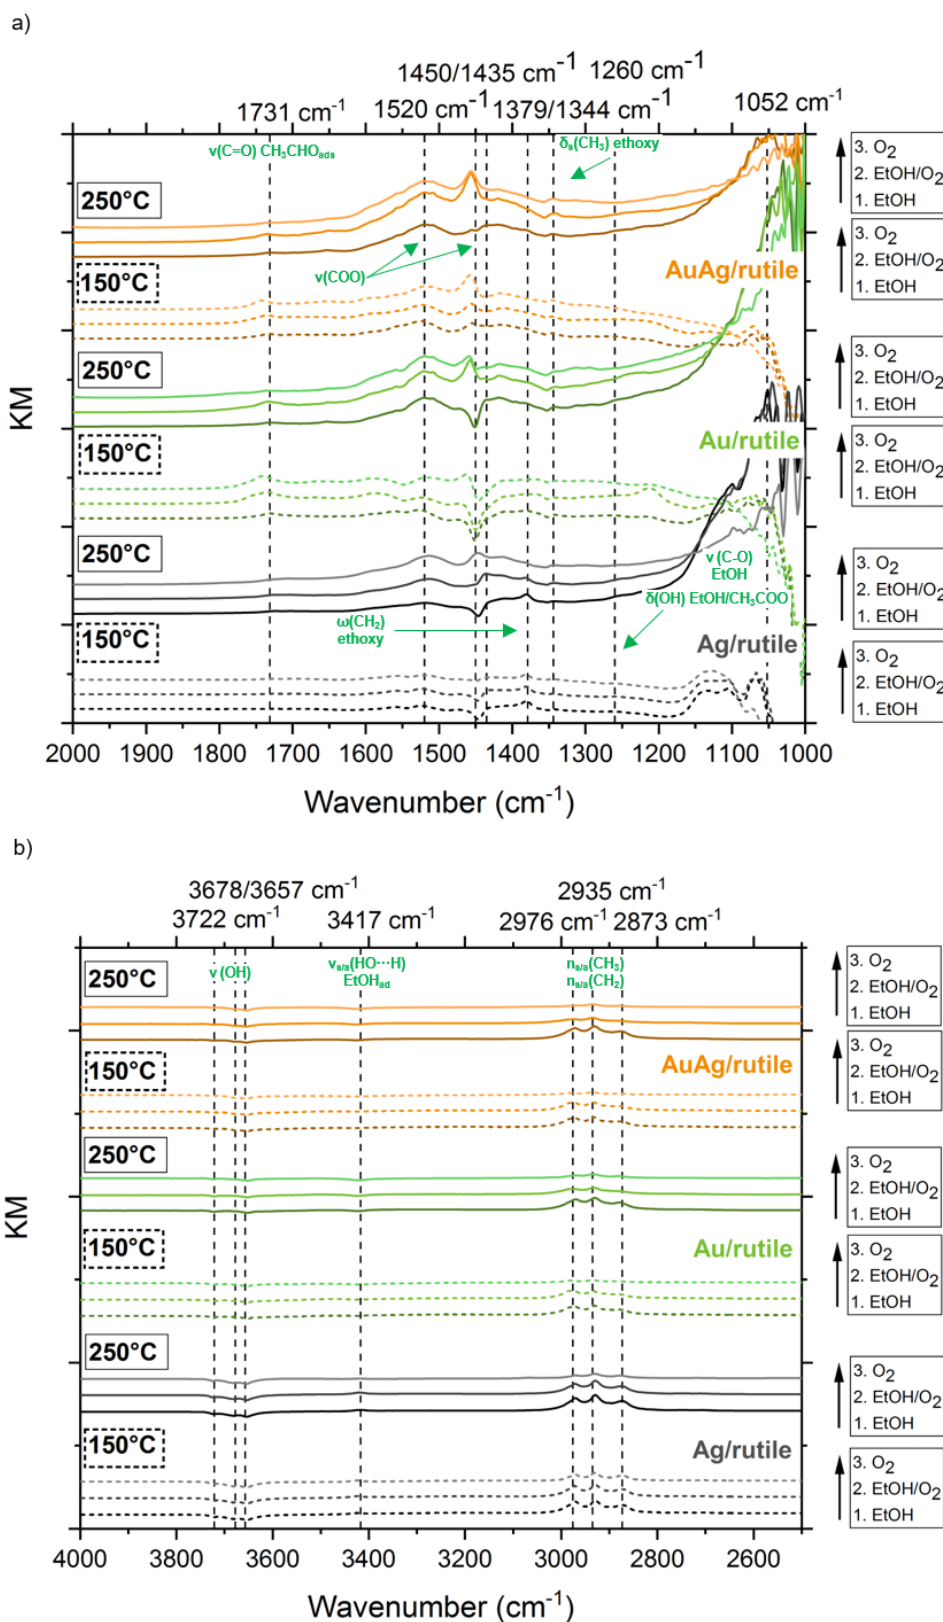 a)
1450/1435 cm-1 1260 cm-1
1731 cm-1 1520 cm-1 1379/1344 cm-1 1052 cm-1
ν(C=O) CH3CHOads
δs(CH3) ethoxy
250°C
3. O2
2. EtOH/O2
1. EtOH
ν(COO)
AuAg/rutile
150°C
3. O2
2. EtOH/O2
1. EtOH
250°C
3. O2
2. EtOH/O2
1. EtOH
KM
Au/rutile
150°C
3. O2
2. EtOH/O2
1. EtOH
250°C
ν (C-O)
EtOH
3. O2
2. EtOH/O2
1. EtOH
δ(OH) EtOH/CH3COO
ω(CH2)
ethoxy
150°C
Ag/rutile
3. O2
2. EtOH/O2
1. EtOH
2000 1900 1800 1700 1600 1500 1400 1300 1200 1100 1000
Wavenumber (cm-1)
b)
3678/3657 cm-1 2935 cm-1
3722 cm-1 3417 cm-1 2976 cm-1 2873 cm-1
250°C
ν (OH)
νs/a(HO···H)
EtOHad
ns/a(CH3)
ns/a(CH2)
3. O2
2. EtOH/O2
1. EtOH
150°C
AuAg/rutile
3. O2
2. EtOH/O2
1. EtOH
250°C
3. O2
2. EtOH/O2
1. EtOH
KM
150°C
Au/rutile
3. O2
2. EtOH/O2
1. EtOH
250°C
3. O2
2. EtOH/O2
1. EtOH
150°C
Ag/rutile
3. O2
2. EtOH/O2
1. EtOH
4000 3800 3600 3400 3200 3000 2800 2600
Wavenumber (cm-1)